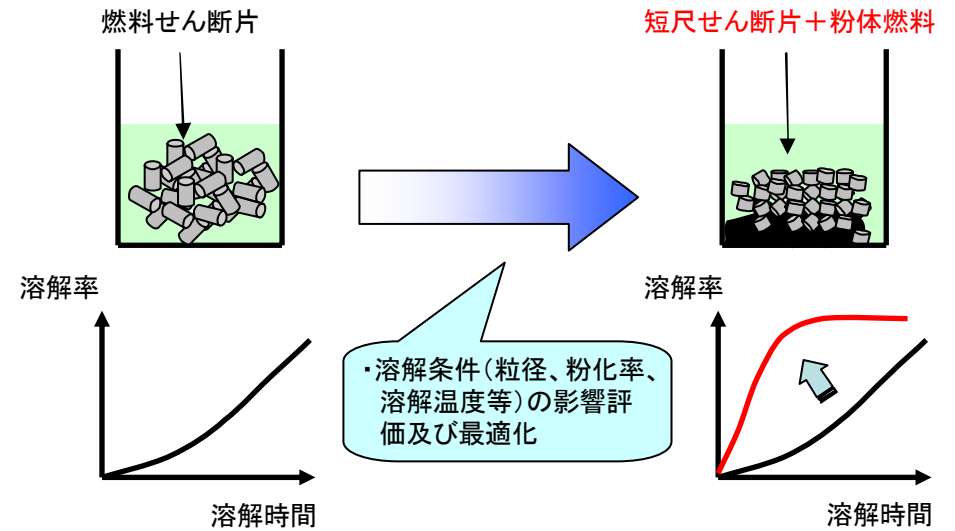 燃料せん断片
短尺せん断片＋粉体燃料
溶解率
溶解率
・溶解条件（粒径、粉化率、
溶解温度等）の影響評
価及び最適化
溶解時間
溶解時間